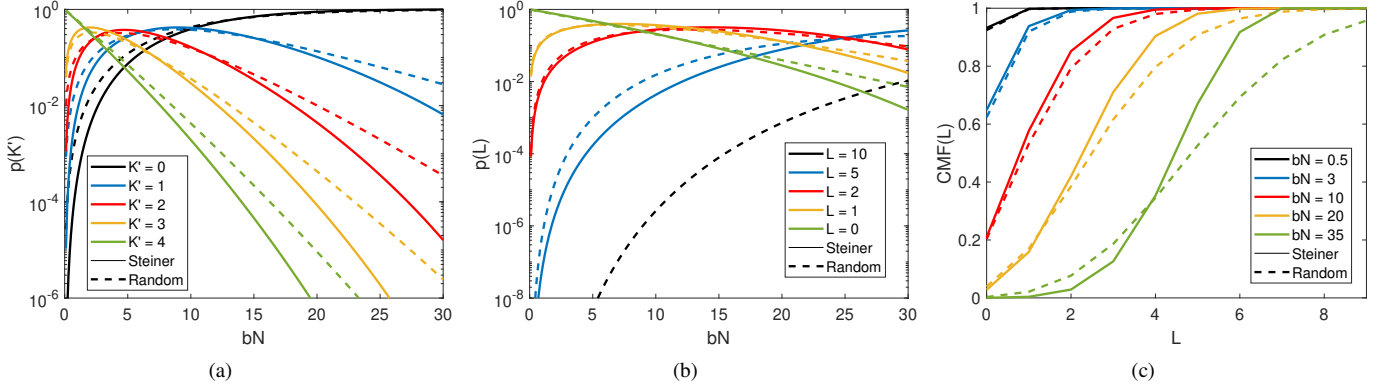 10^0
10^-2
10^-4
10^-6
p(K')
0 5 10 15 20 25 30
bN
K' = 0
K' = 1
K' = 2
K' = 3
K' = 4
Steiner
Random
(a)
10^0
10^-2
10^-4
10^-6
10^-8
p(L)
0 5 10 15 20 25 30
bN
L = 10
L = 5
L = 2
L = 1
L = 0
Steiner
Random
(b)
1
0.8
0.6
0.4
0.2
0
CMF(L)
0 2 4 6 8
L
bN = 0.5
bN = 3
bN = 10
bN = 20
bN = 35
Steiner
Random
(c)